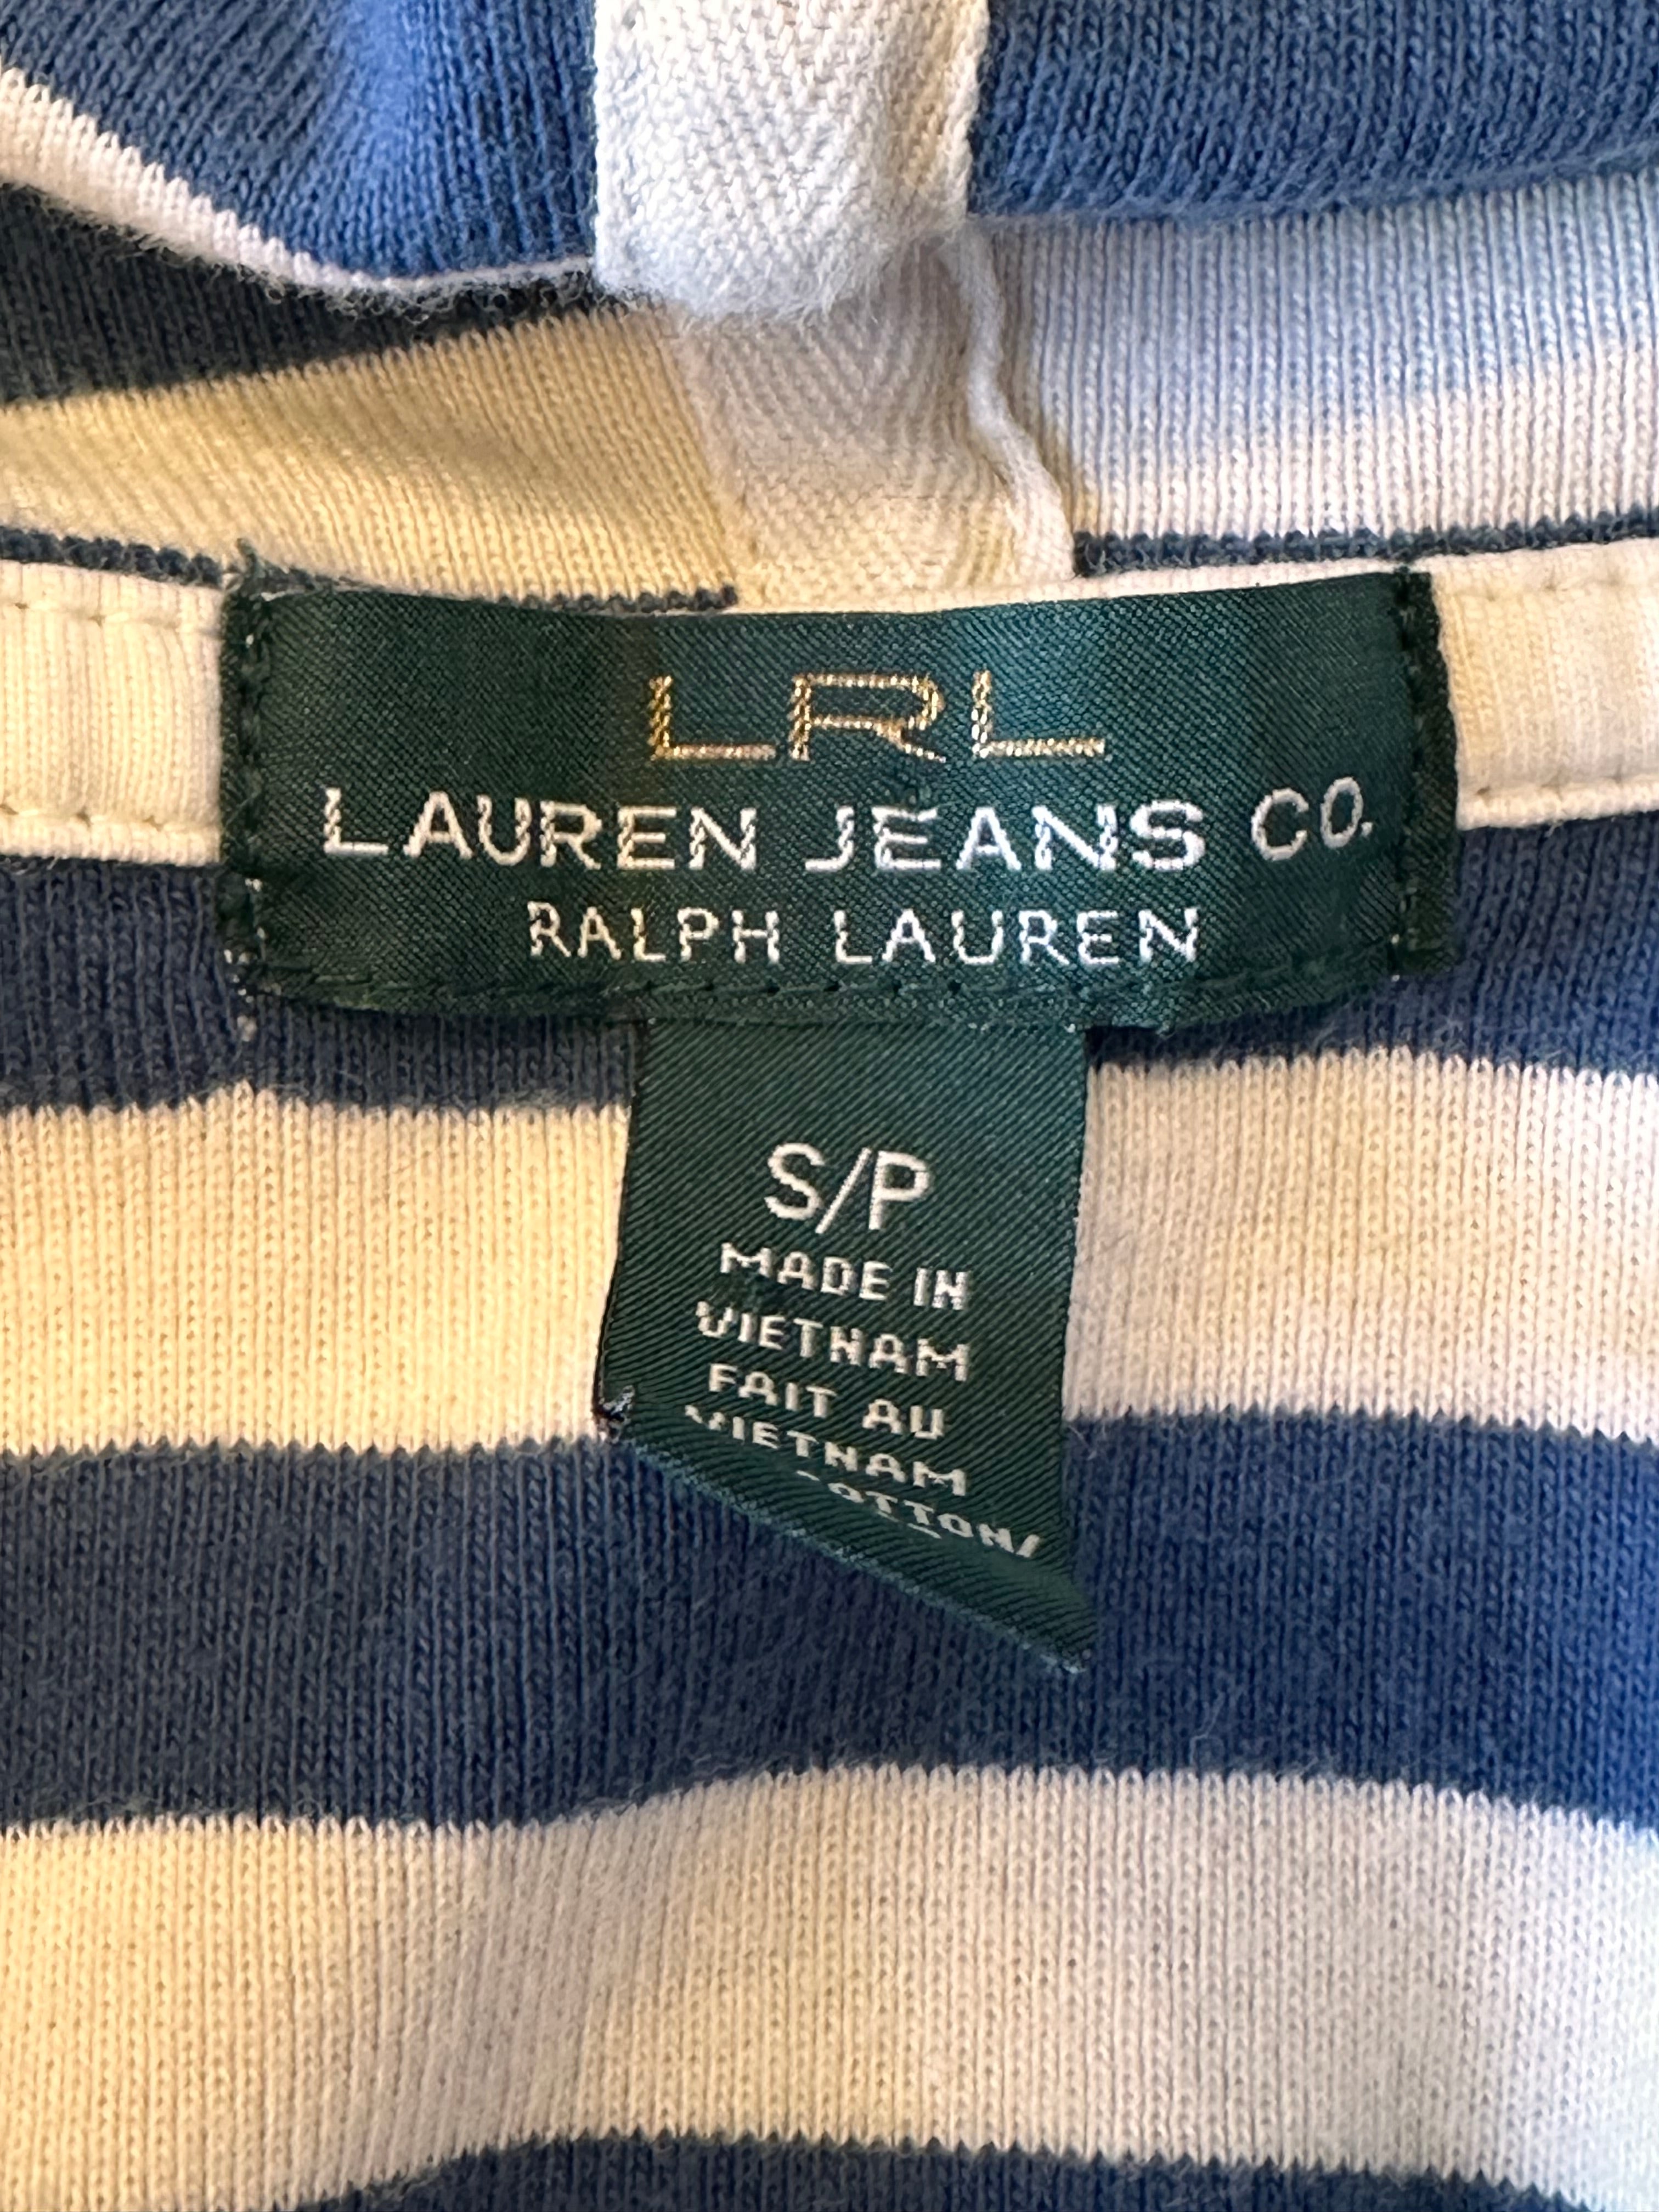 LRL
LAUREN JEANS CO.
RALPH LAUREN
S/P
MADE IN
VIETNAM
FAIT AU
VIETNAM